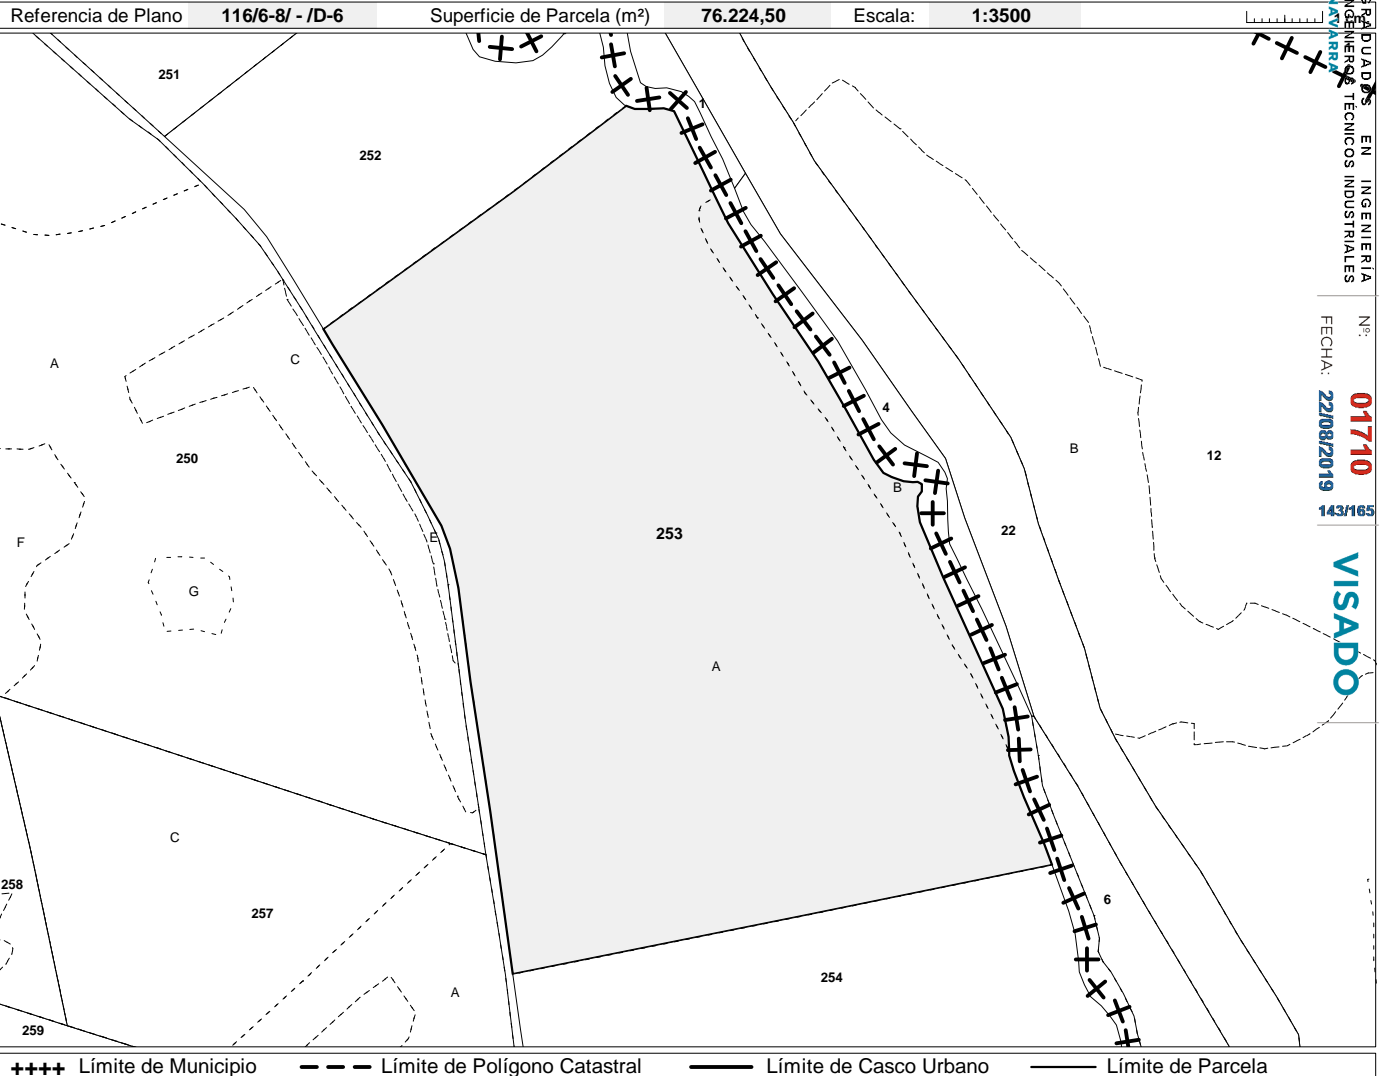 Referencia de Plano 116/6-8/ - /D-6 Superficie de Parcela (m²) 76.224,50 Escala: 1:3500
251
252
1
A
C
250
4
B
12
B
22
E
253
F
G
A
C
258
257
6
254
A
259
GRADUADOS EN INGENIERÍA
INGENIEROS TÉCNICOS INDUSTRIALES
NAVARRA
Nº: 01710
FECHA: 22/08/2019
143/165
VISADO
++++ Límite de Municipio Límite de Polígono Catastral Límite de Casco Urbano Límite de Parcela